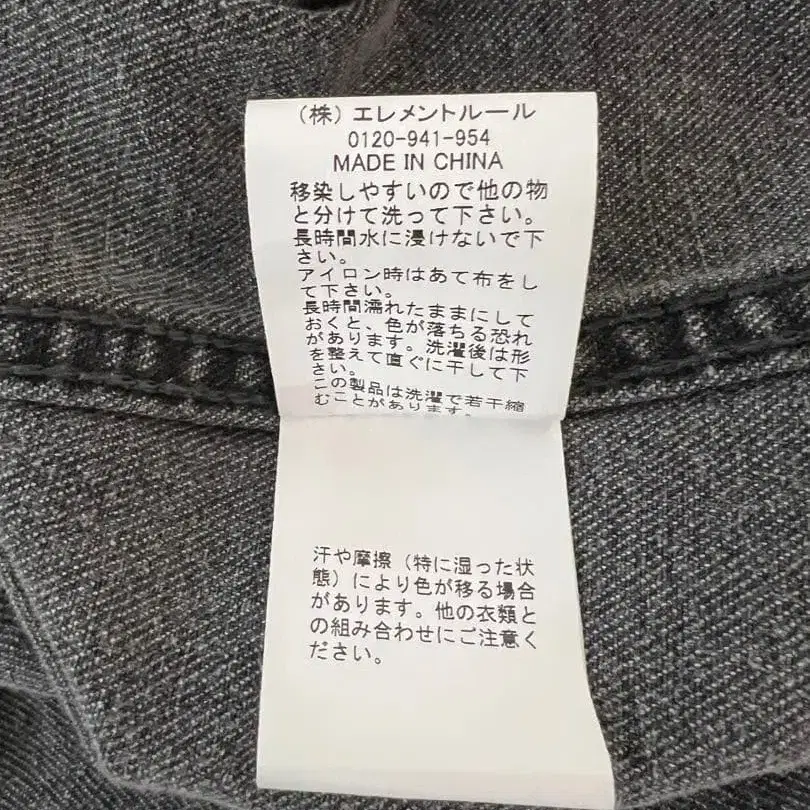 （株）エレメントルール
0120-941-954
MADE IN CHINA
移染しやすいので他の物
と分けて洗って下さい。
長時間水に浸けないで下
さい。
アイロン時はあて布をし
て下さい。
長時間濡れたままにして
おくと、色が落ちる恐れ
があります。洗濯後は形
を整えて直ぐに干して下
さい。
この製品は洗濯で若干縮
むことがあります。
汗や摩擦（特に湿った状
態）により色が移る場合
があります。他の衣類と
の組み合わせにご注意く
ださい。